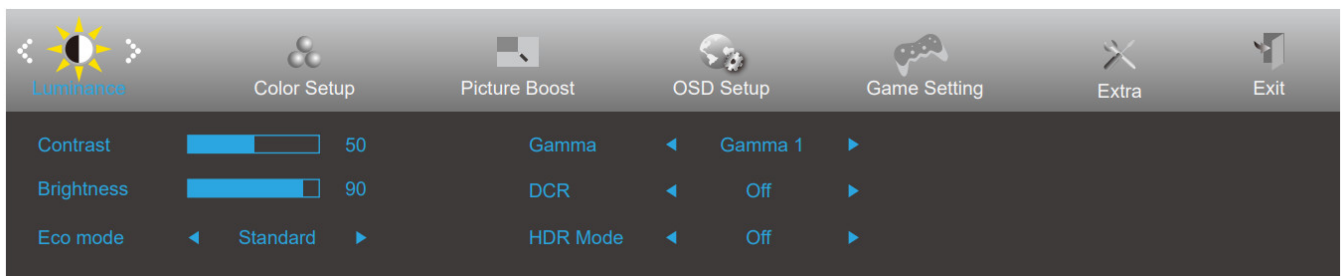 Luminance Color Setup Picture Boost OSD Setup Game Setting Extra Exit
Contrast 50 Gamma Gamma 1
Brightness 90 DCR Off
Eco mode Standard HDR Mode Off